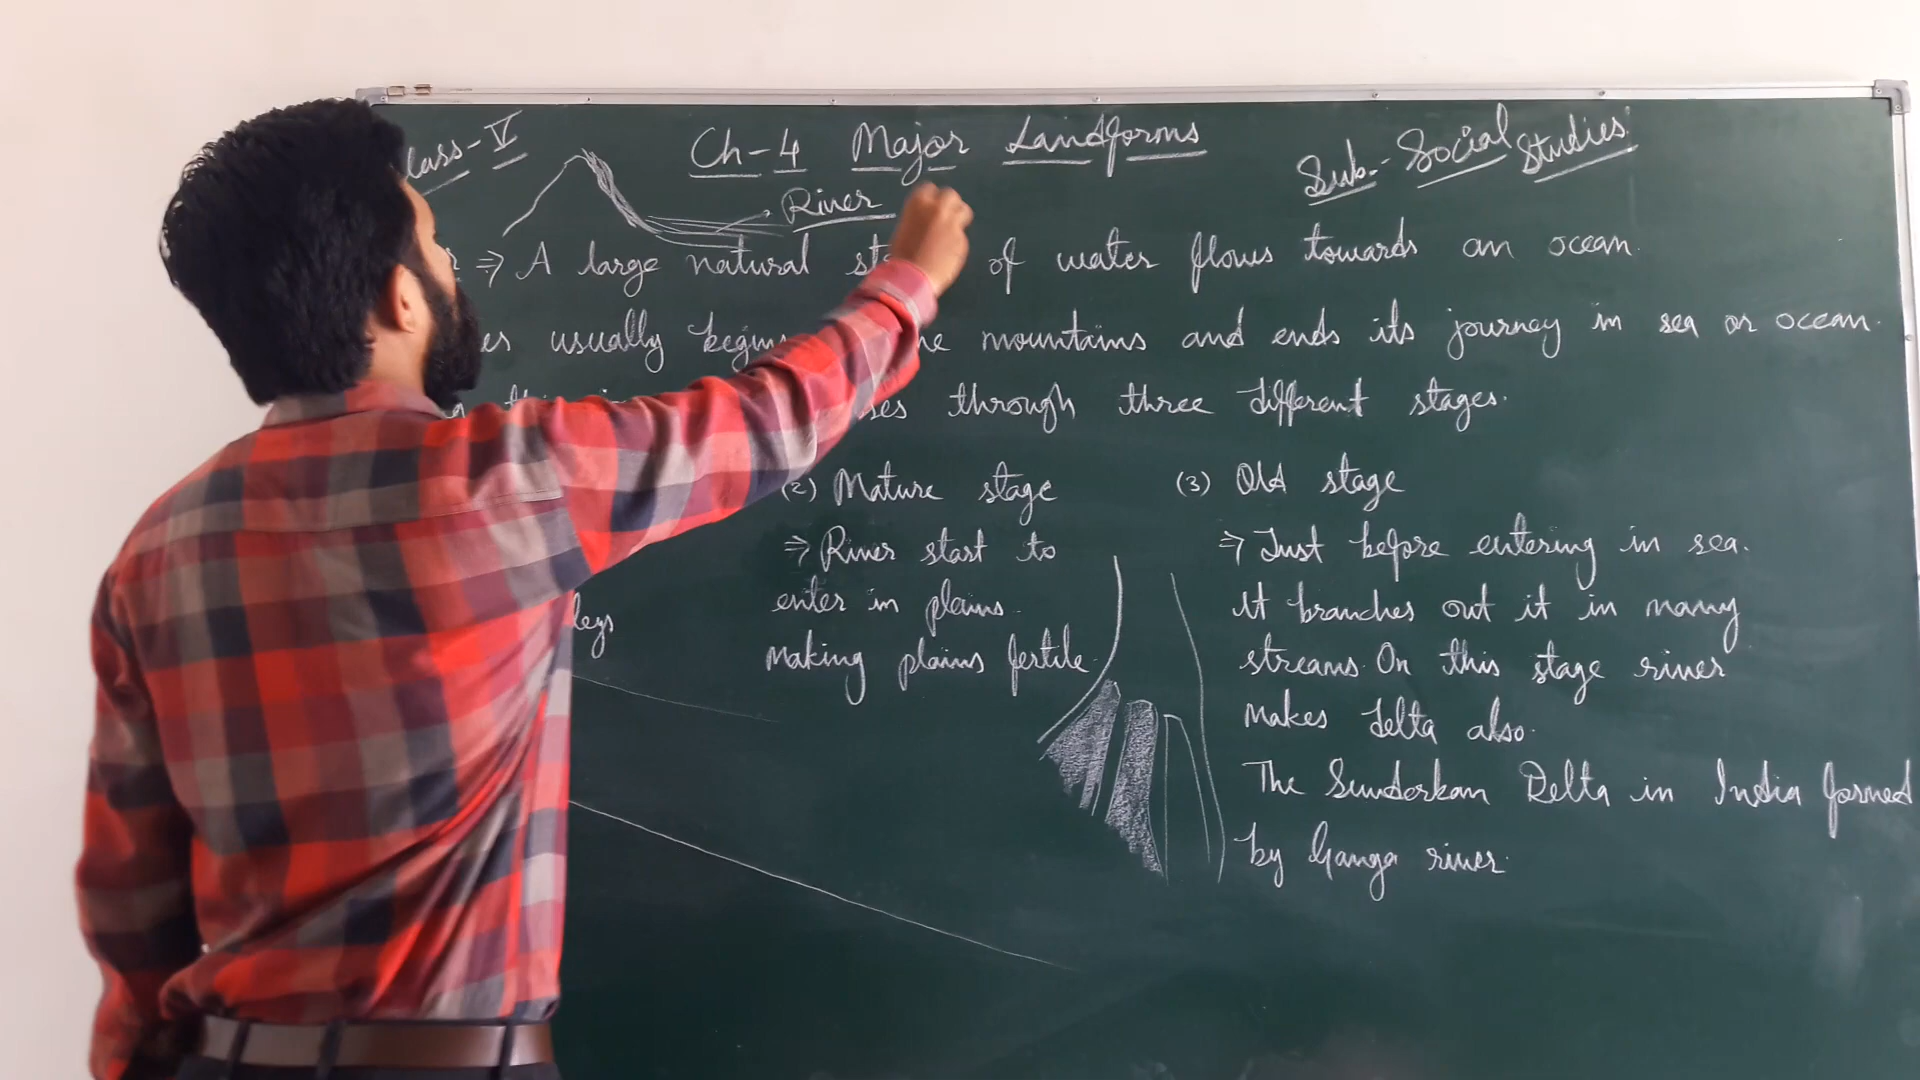 Class-V
Ch-4 Major Landforms
Sub.- Social Studies
River
⇒ A large natural of water flows towards an ocean.
usually begins mountains and ends its journey in sea or ocean.
through three different stages.
(2) Mature stage
⇒ River start to
enter in plains.
Making plains fertile.
(3) Old stage
⇒ Just before entering in sea.
It branches out it in many
streams. On this stage river
makes delta also.
The Sunderban Delta in India formed
by Ganga river.